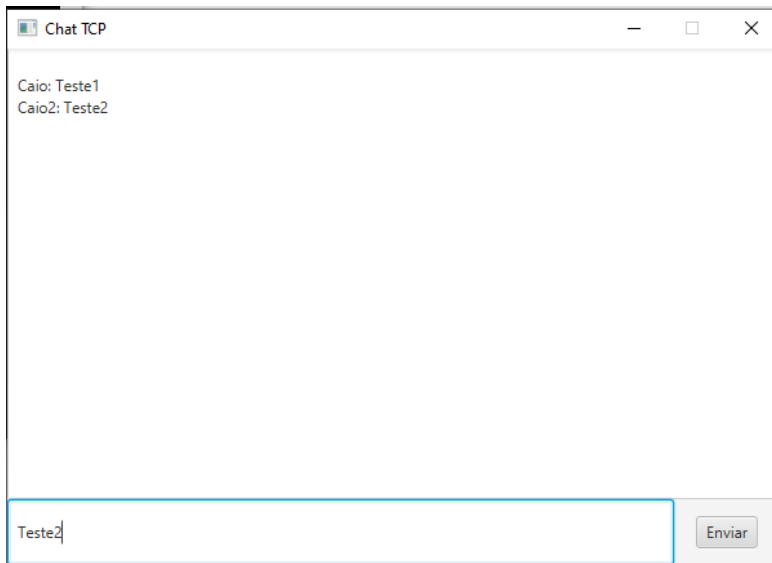 Chat TCP
Caio: Teste1
Caio2: Teste2
Teste2
Enviar